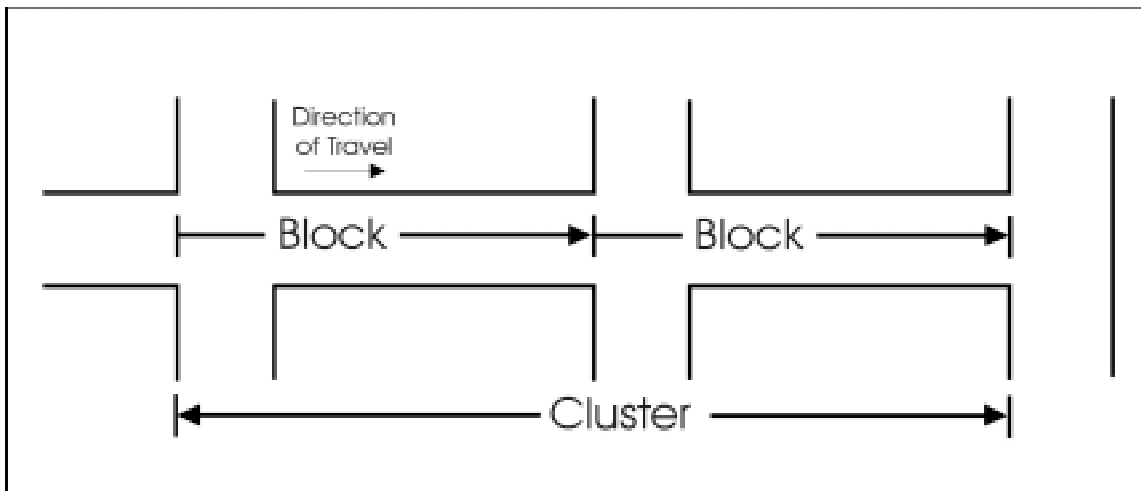 Direction
of Travel
Block
Block
Cluster